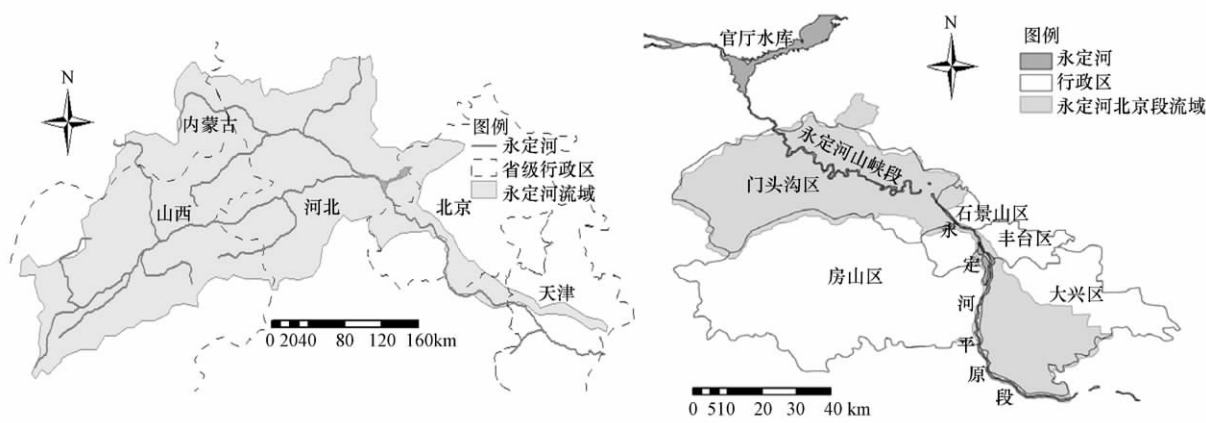 N
内蒙古
山西
河北
北京
天津
图例
永定河
省级行政区
永定河流域
0 2040 80 120 160km
官厅水库
N
图例
永定河
行政区
永定河北京段流域
永定河山峡段
门头沟区
石景山区
丰台区
房山区
大兴区
永定河平原段
0 510 20 30 40 km